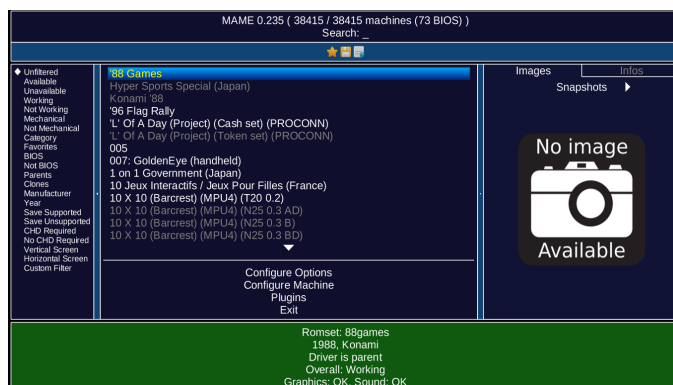 MAME 0.235 ( 38415 / 38415 machines (73 BIOS) )
Search: _
Unfiltered
Available
Unavailable
Working
Not Working
Mechanical
Not Mechanical
Category
Favorites
BIOS
Not BIOS
Parents
Clones
Manufacturer
Year
Save Supported
Save Unsupported
CHD Required
No CHD Required
Vertical Screen
Horizontal Screen
Custom Filter
'88 Games
Hyper Sports Special (Japan)
Konami '88
'96 Flag Rally
'L' Of A Day (Project) (Cash set) (PROCONN)
'L' Of A Day (Project) (Token set) (PROCONN)
005
007: GoldenEye (handheld)
1 on 1 Government (Japan)
10 Jeux Interactifs / Jeux Pour Filles (France)
10 X 10 (Barcrest) (MPU4) (T20 0.2)
10 X 10 (Barcrest) (MPU4) (N25 0.3 AD)
10 X 10 (Barcrest) (MPU4) (N25 0.3 B)
10 X 10 (Barcrest) (MPU4) (N25 0.3 BD)
Configure Options
Configure Machine
Plugins
Exit
Images Infos
Snapshots
No image
Available
Romset: 88games
1988, Konami
Driver is parent
Overall: Working
Graphics: OK, Sound: OK